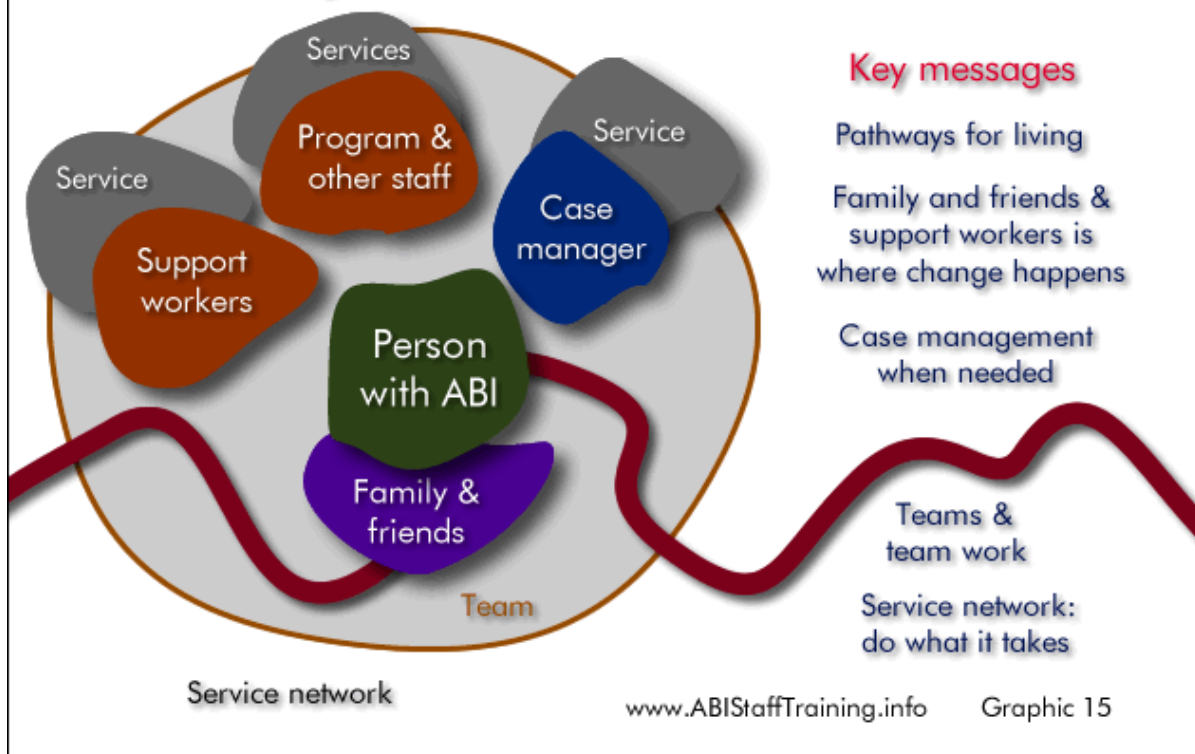 Services
Program &
other staff
Service
Case
manager
Service
Support
workers
Person
with ABI
Family &
friends
Team
Service network
Key messages
Pathways for living
Family and friends &
support workers is
where change happens
Case management
when needed
Teams &
team work
Service network:
do what it takes
www.ABIStaffTraining.info
Graphic 15